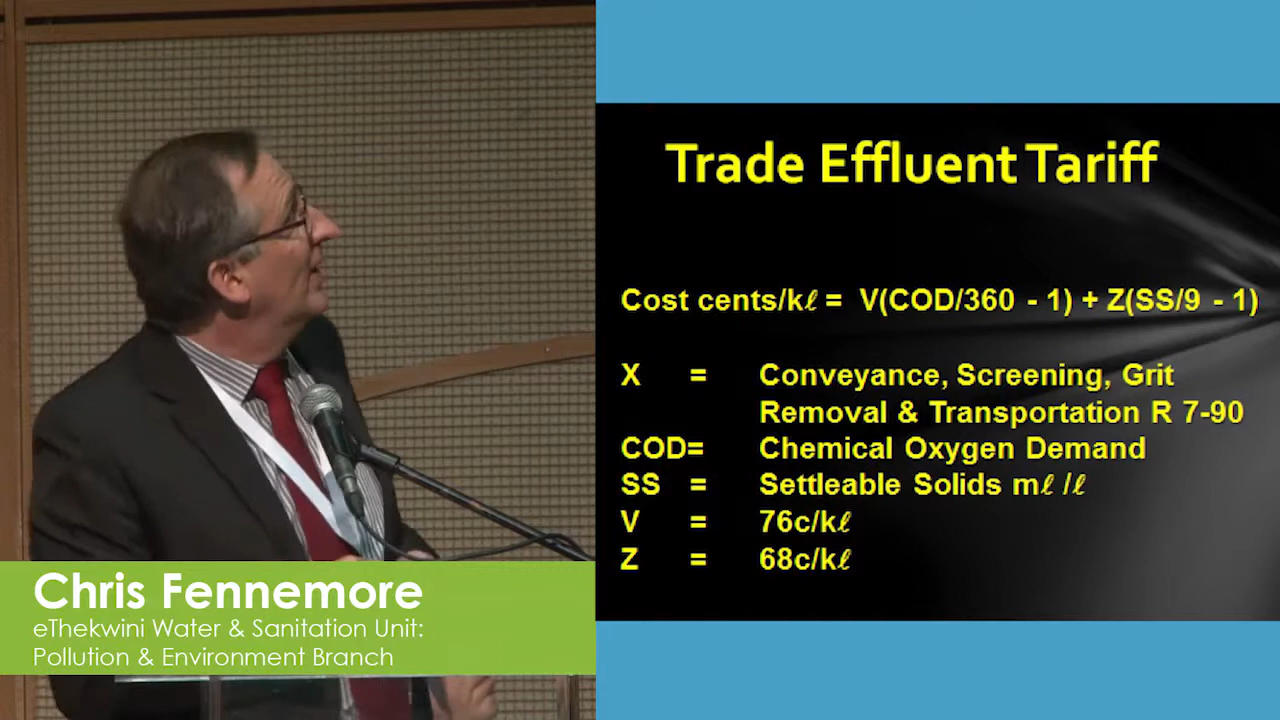 Trade Effluent Tariff
Cost cents/kℓ = V(COD/360 - 1) + Z(SS/9 - 1)
X = Conveyance, Screening, Grit
Removal & Transportation R 7-90
COD= Chemical Oxygen Demand
SS = Settleable Solids mℓ /ℓ
V = 76c/kℓ
Z = 68c/kℓ
Chris Fennemore
eThekwini Water & Sanitation Unit:
Pollution & Environment Branch